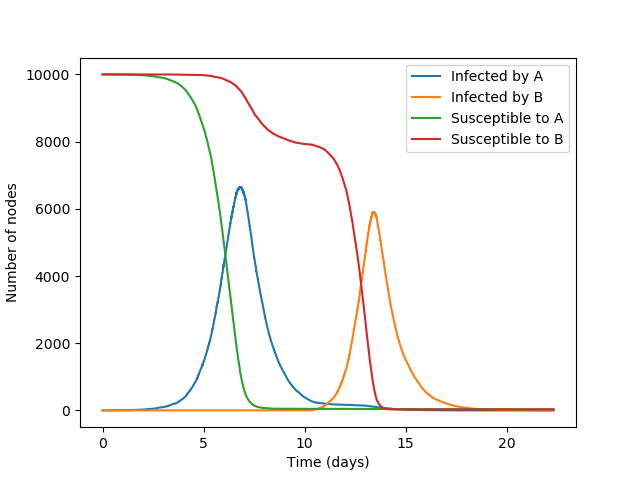 10000
8000
6000
4000
2000
0
Number of nodes
Infected by A
Infected by B
Susceptible to A
Susceptible to B
0 5 10 15 20
Time (days)